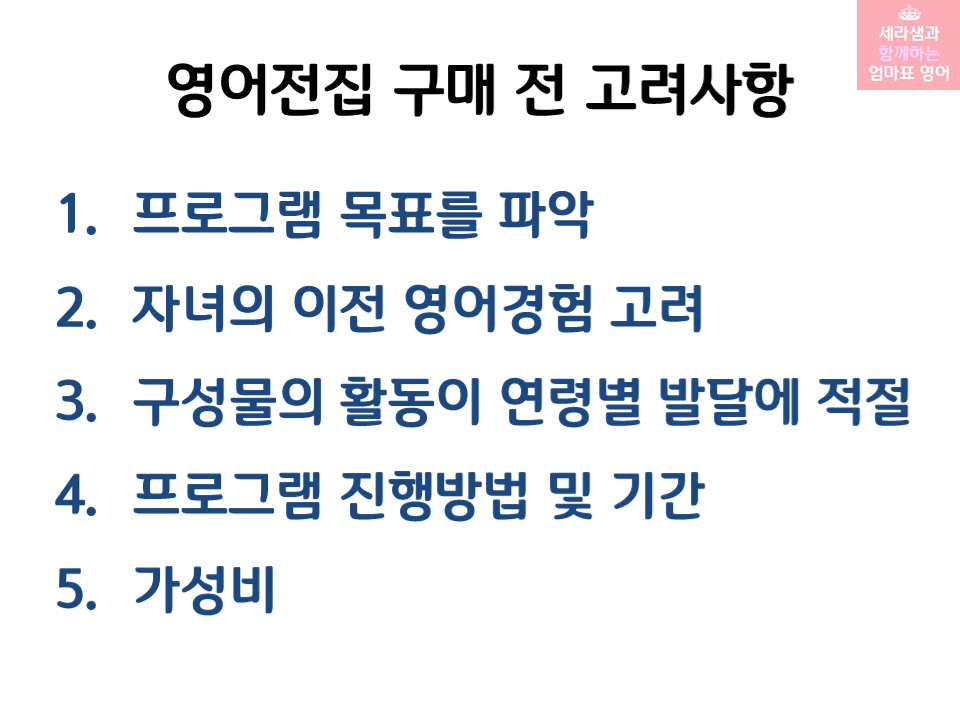 세라샘과
함께하는
엄마표 영어
영어전집 구매 전 고려사항
1. 프로그램 목표를 파악
2. 자녀의 이전 영어경험 고려
3. 구성물의 활동이 연령별 발달에 적절
4. 프로그램 진행방법 및 기간
5. 가성비